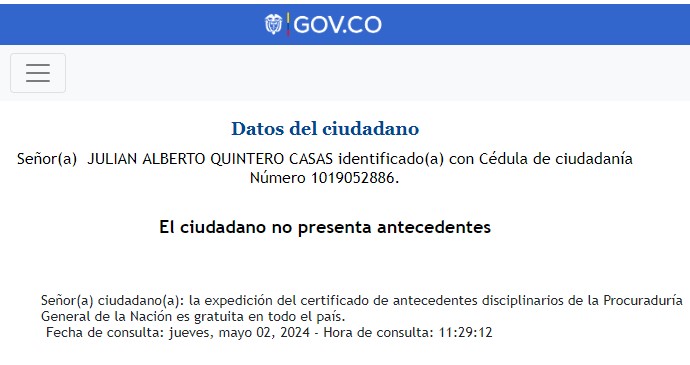 GOV.CO
Datos del ciudadano
Señor(a)  JULIAN ALBERTO QUINTERO CASAS identificado(a) con Cédula de ciudadanía
Número 1019052886.
El ciudadano no presenta antecedentes
Señor(a) ciudadano(a): la expedición del certificado de antecedentes disciplinarios de la Procuraduría
General de la Nación es gratuita en todo el país.
Fecha de consulta: jueves, mayo 02, 2024 - Hora de consulta: 11:29:12